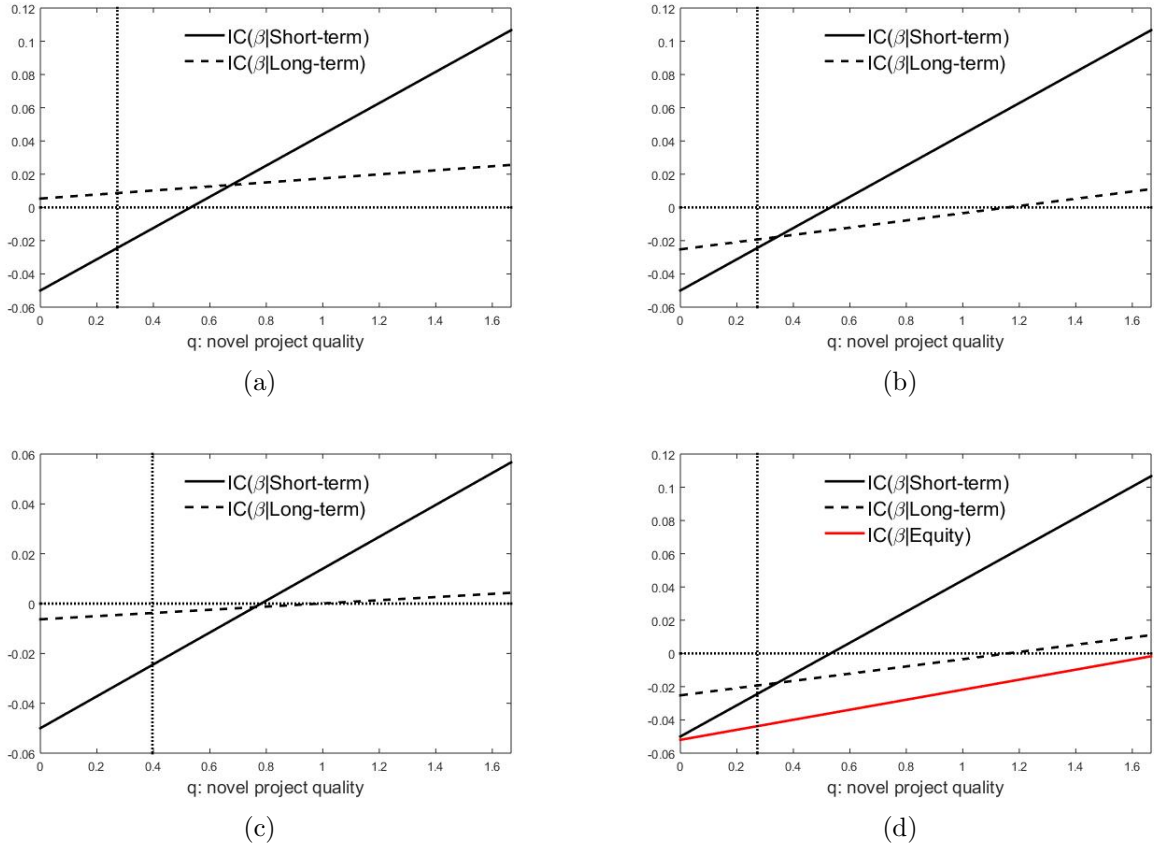 0.12
0.1
0.08
0.06
0.04
0.02
0
-0.02
-0.04
-0.06
IC(β|Short-term)
IC(β|Long-term)
0 0.2 0.4 0.6 0.8 1 1.2 1.4 1.6
q: novel project quality
(a)
0.12
0.1
0.08
0.06
0.04
0.02
0
-0.02
-0.04
-0.06
IC(β|Short-term)
IC(β|Long-term)
0 0.2 0.4 0.6 0.8 1 1.2 1.4 1.6
q: novel project quality
(b)
0.06
0.04
0.02
0
-0.02
-0.04
-0.06
IC(β|Short-term)
IC(β|Long-term)
0 0.2 0.4 0.6 0.8 1 1.2 1.4 1.6
q: novel project quality
(c)
0.12
0.1
0.08
0.06
0.04
0.02
0
-0.02
-0.04
-0.06
IC(β|Short-term)
IC(β|Long-term)
IC(β|Equity)
0 0.2 0.4 0.6 0.8 1 1.2 1.4 1.6
q: novel project quality
(d)